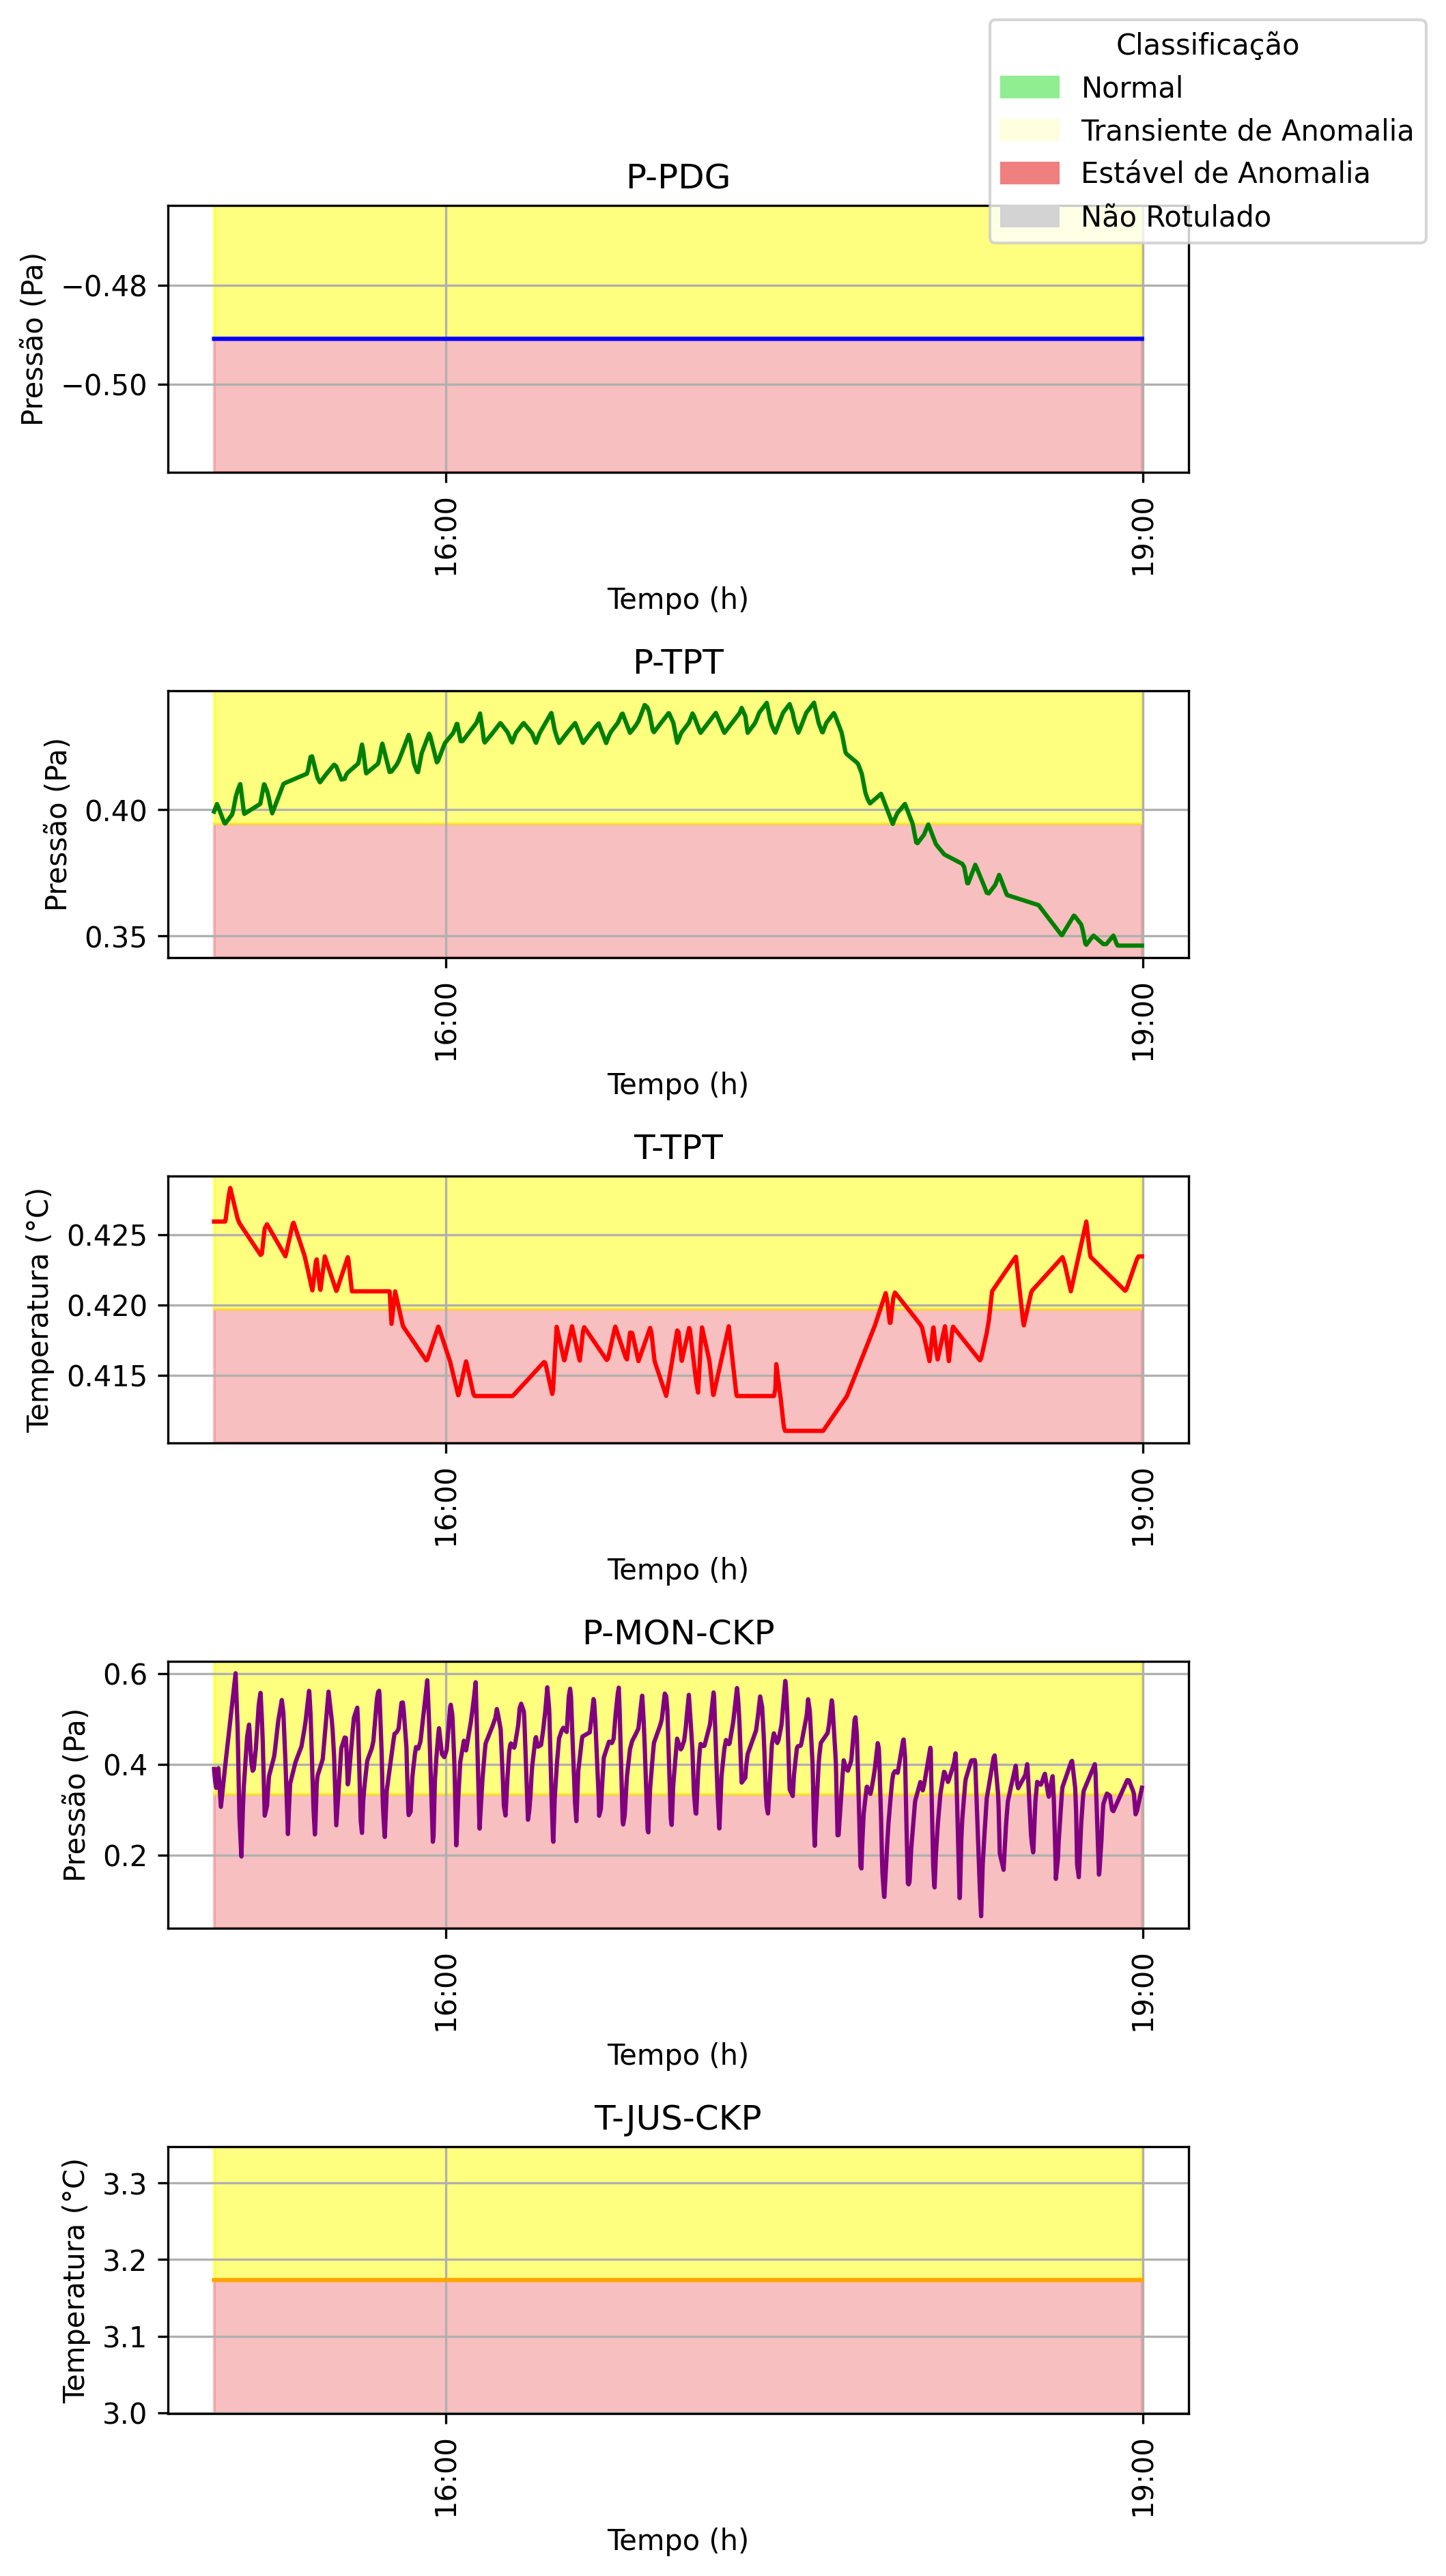 Classificação
Normal
Transiente de Anomalia
Estável de Anomalia
Não Rotulado
P-PDG
Pressão (Pa)
−0.48
−0.50
16:00
19:00
Tempo (h)
P-TPT
Pressão (Pa)
0.40
0.35
16:00
19:00
Tempo (h)
T-TPT
Temperatura (°C)
0.425
0.420
0.415
16:00
19:00
Tempo (h)
P-MON-CKP
Pressão (Pa)
0.6
0.4
0.2
16:00
19:00
Tempo (h)
T-JUS-CKP
Temperatura (°C)
3.3
3.2
3.1
3.0
16:00
19:00
Tempo (h)